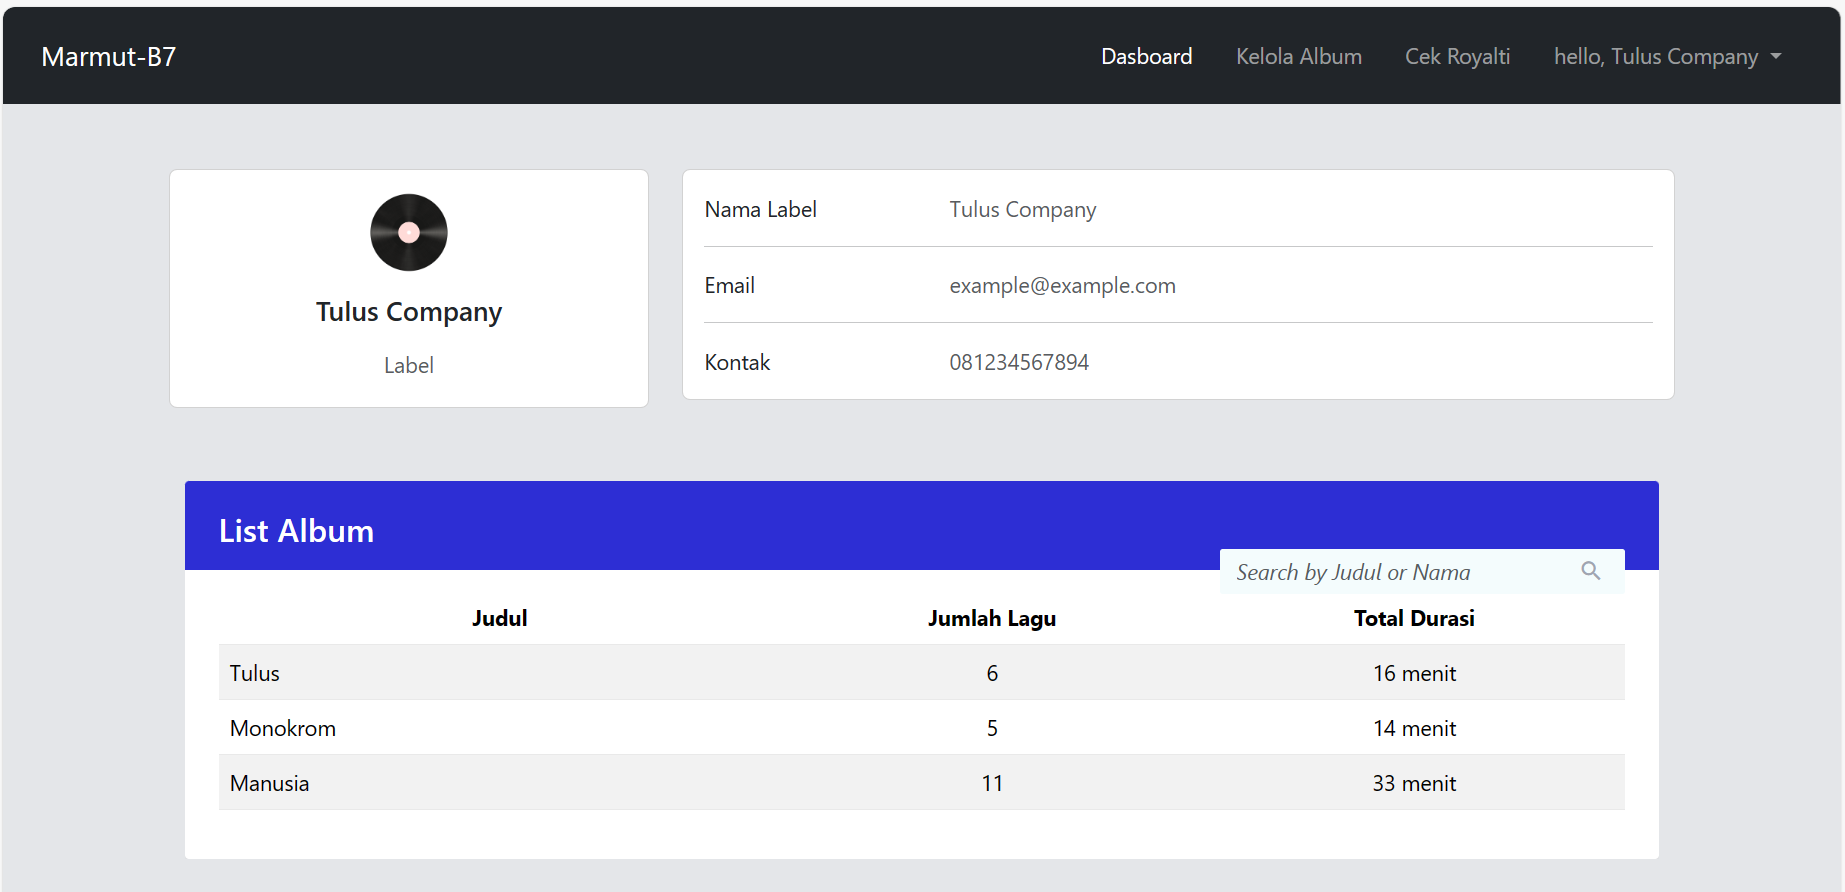 Marmut-B7 Dasboard Kelola Album Cek Royalti hello, Tulus Company
Tulus Company
Label
Nama Label Tulus Company
Email example@example.com
Kontak 081234567894
List Album
Search by Judul or Nama
Judul Jumlah Lagu Total Durasi
Tulus 6 16 menit
Monokrom 5 14 menit
Manusia 11 33 menit